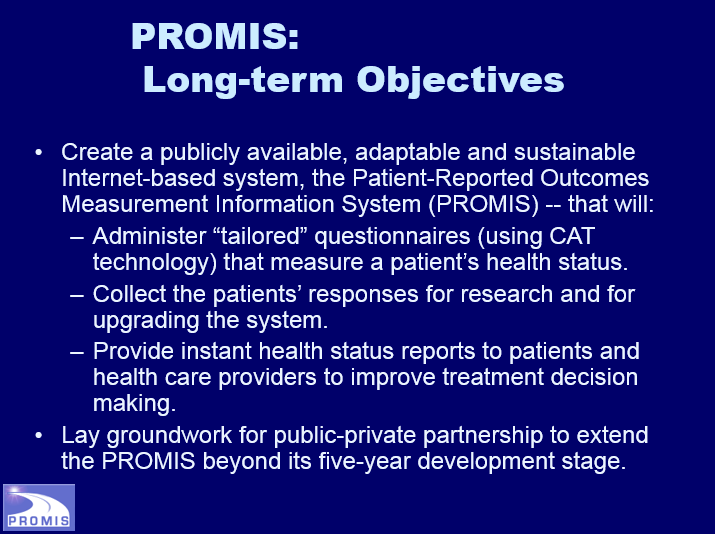 PROMIS:
Long-term Objectives
• Create a publicly available, adaptable and sustainable
Internet-based system, the Patient-Reported Outcomes
Measurement Information System (PROMIS) -- that will:
– Administer “tailored” questionnaires (using CAT
technology) that measure a patient’s health status.
– Collect the patients’ responses for research and for
upgrading the system.
– Provide instant health status reports to patients and
health care providers to improve treatment decision
making.
• Lay groundwork for public-private partnership to extend
the PROMIS beyond its five-year development stage.
PROMIS